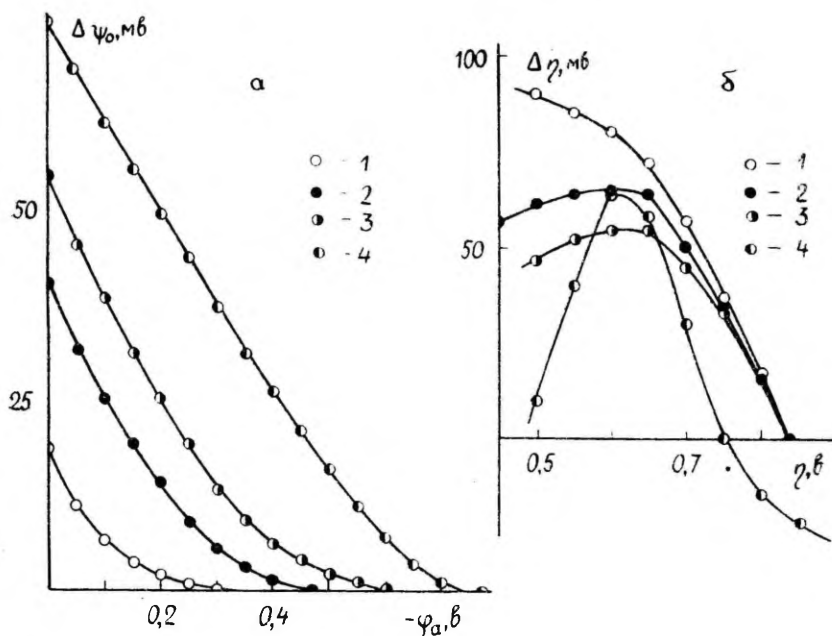 Δψ₀,мв
а
○ - 1
● - 2
◑ - 3
◐ - 4
50
25
0,2
0,4
-φₐ,в
100
Δη,мв
б
○ - 1
● - 2
◑ - 3
◐ - 4
50
0,5
0,7
η,в